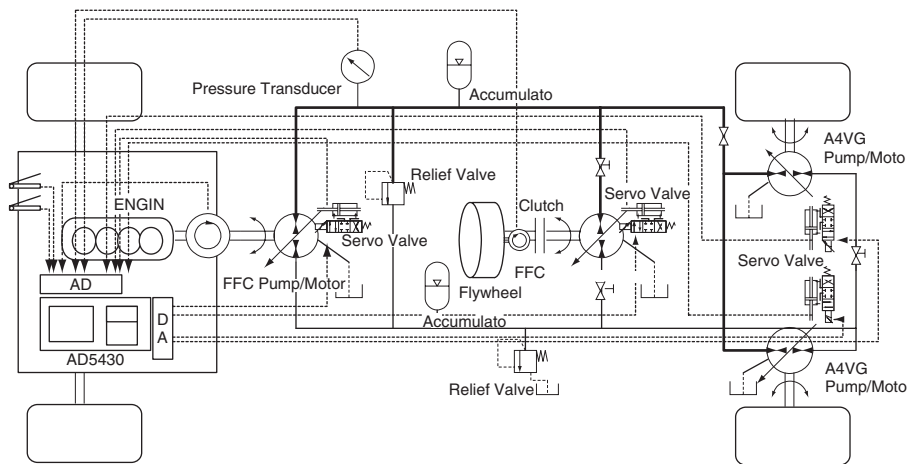 Pressure Transducer
Accumulato
A4VG
Pump/Moto
Relief Valve
ENGIN
Servo Valve
Clutch
Servo Valve
FFC Pump/Motor
FFC
Flywheel
Servo Valve
AD
D
A
Accumulato
AD5430
Relief Valve
A4VG
Pump/Moto